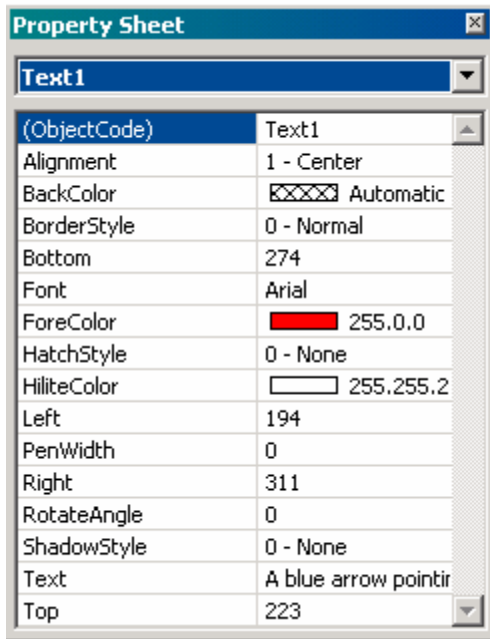 Property Sheet
Text1
(ObjectCode) Text1
Alignment 1 - Center
BackColor Automatic
BorderStyle 0 - Normal
Bottom 274
Font Arial
ForeColor 255.0.0
HatchStyle 0 - None
HiliteColor 255.255.2
Left 194
PenWidth 0
Right 311
RotateAngle 0
ShadowStyle 0 - None
Text A blue arrow pointin
Top 223